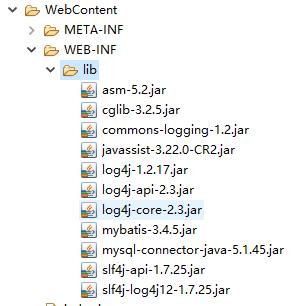 WebContent
META-INF
WEB-INF
lib
asm-5.2.jar
cglib-3.2.5.jar
commons-logging-1.2.jar
javassist-3.22.0-CR2.jar
log4j-1.2.17.jar
log4j-api-2.3.jar
log4j-core-2.3.jar
mybatis-3.4.5.jar
mysql-connector-java-5.1.45.jar
slf4j-api-1.7.25.jar
slf4j-log4j12-1.7.25.jar